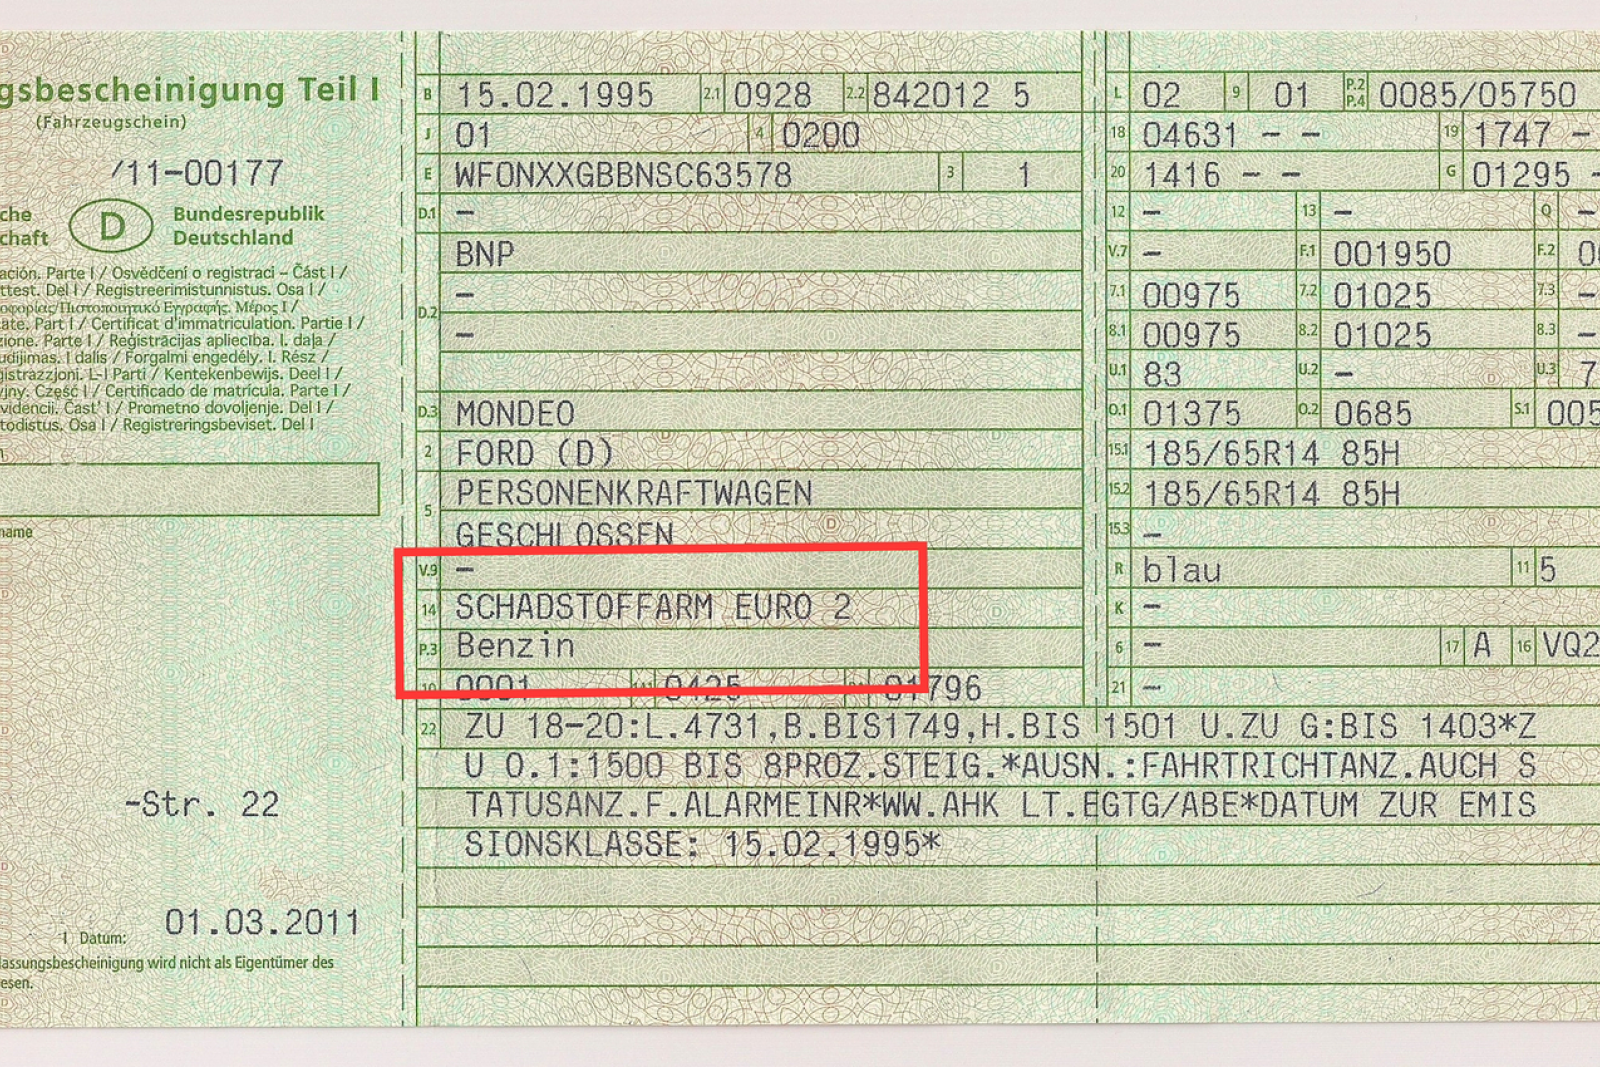 gsbescheinigung Teil I
(Fahrzeugschein)
/11-00177
che
chaft
D
Bundesrepublik
Deutschland
ación. Parte I / Osvědčení o registraci – Část I /
ttest. Del I / Registreerimistunnistus. Osa I /
οφορίας/Πιστοποιητικό Εγγραφής. Μέρος I /
ate. Part I / Certificat d'immatriculation. Partie I /
zione. Parte I / Reģistrācijas apliecība. I. daļa /
udijimas. I dalis / Forgalmi engedély. I. Rész /
gistrazzjoni. L-I Parti / Kentekenbewijs. Deel I /
yjny. Część I / Certificado de matrícula. Parte I /
videncii. Časť I / Prometno dovoljenje. Del I /
todistus. Osa I / Registreringsbeviset. Del I
name
-Str. 22
01.03.2011
I Datum:
lassungsbescheinigung wird nicht als Eigentümer des
esen.
B 15.02.1995 2.1 0928 2.2 842012 5
J 01 4 0200
E WF0NXXGBBNSC63578 3 1
D.1 –
BNP
D.2 –
–
D.3 MONDEO
2 FORD (D)
5 PERSONENKRAFTWAGEN
GESCHLOSSEN
V.9 –
14 SCHADSTOFFARM EURO 2
P.3 Benzin
10 0001 0425 01796
L 02 9 01 P.2 P.4 0085/05750
18 04631 – – 19 1747 –
20 1416 – – G 01295 –
12 – 13 – Q –
V.7 – F.1 001950 F.2 0
7.1 00975 7.2 01025 7.3 –
8.1 00975 8.2 01025 8.3 –
U.1 83 U.2 – U.3 7
O.1 01375 O.2 0685 S.1 005
15.1 185/65R14 85H
15.2 185/65R14 85H
15.3 –
R blau 11 5
K –
6 – 17 A 16 VQ2
21 –
22 ZU 18-20:L.4731,B.BIS1749,H.BIS 1501 U.ZU G:BIS 1403*Z
U O.1:1500 BIS 8PROZ.STEIG.*AUSN.:FAHRTRICHTANZ.AUCH S
TATUSANZ.F.ALARMEINR*WW.AHK LT.EGTG/ABE*DATUM ZUR EMIS
SIONSKLASSE: 15.02.1995*